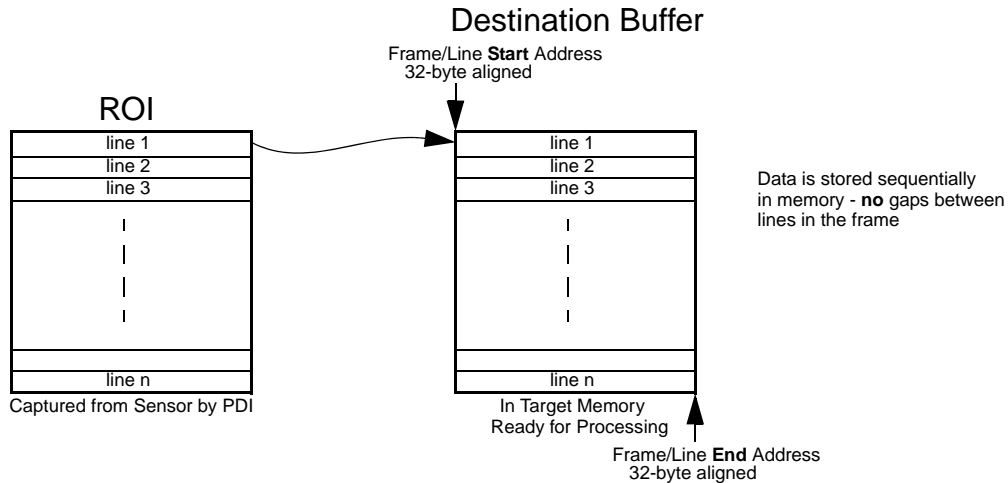 Destination Buffer
Frame/Line Start Address
32-byte aligned
ROI
line 1
line 2
line 3
line n
Captured from Sensor by PDI
line 1
line 2
line 3
line n
In Target Memory
Ready for Processing
Frame/Line End Address
32-byte aligned
Data is stored sequentially
in memory - no gaps between
lines in the frame